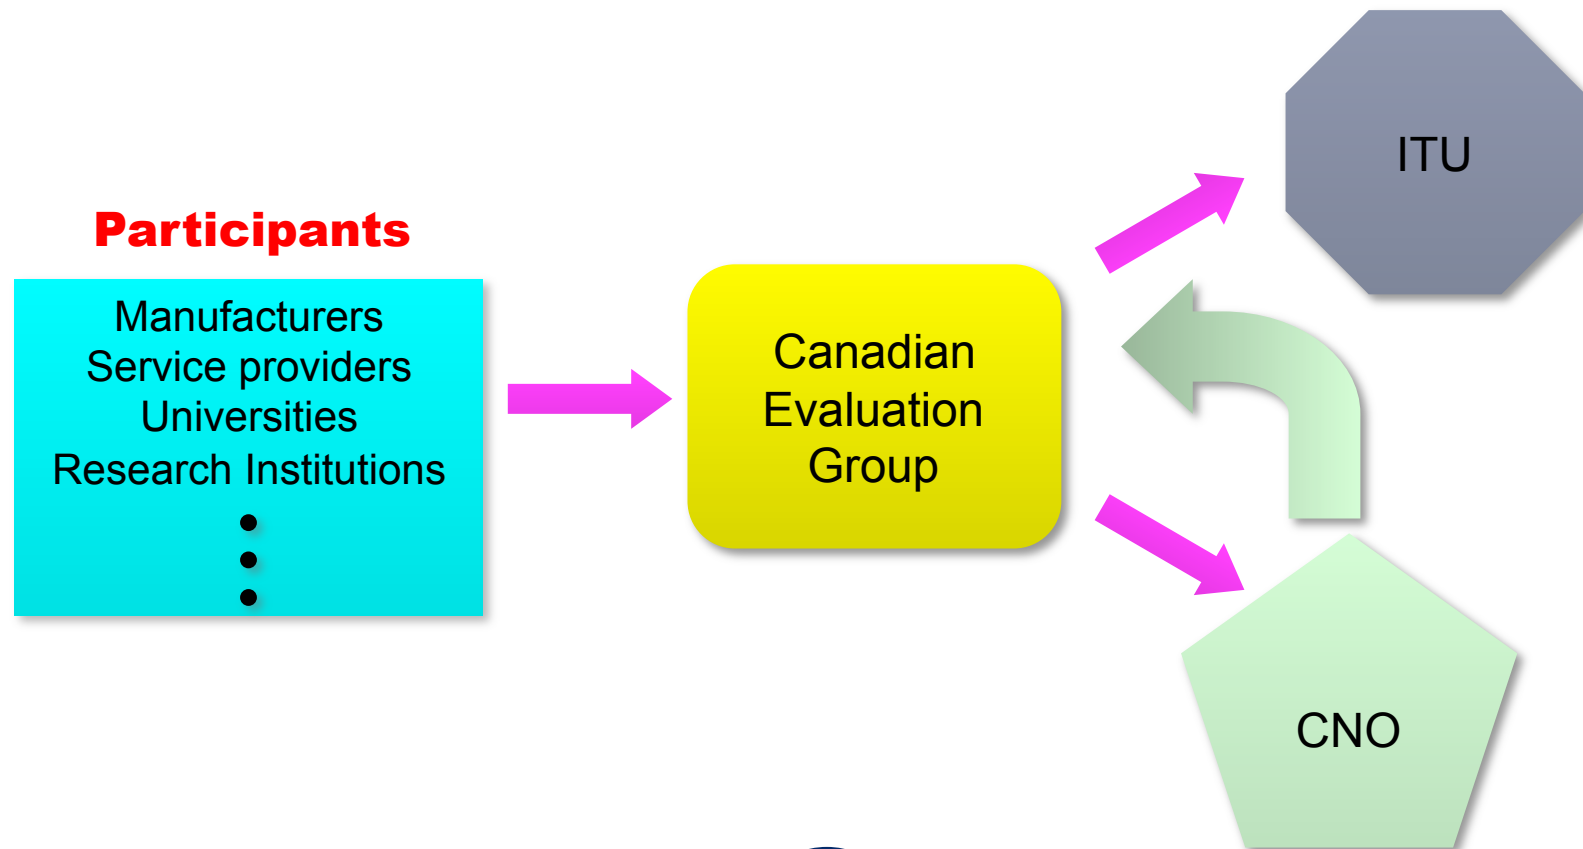 Participants
Manufacturers
Service providers
Universities
Research Institutions
Canadian
Evaluation
Group
ITU
CNO